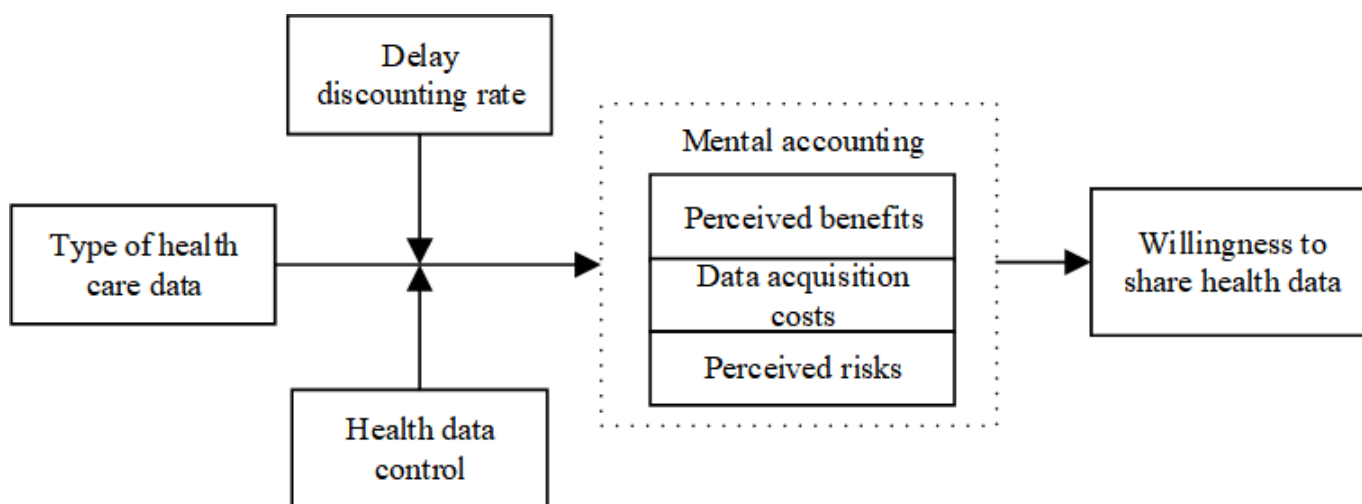 Delay
discounting rate
Mental accounting
Perceived benefits
Type of health
care data
Data acquisition
costs
Willingness to
share health data
Perceived risks
Health data
control